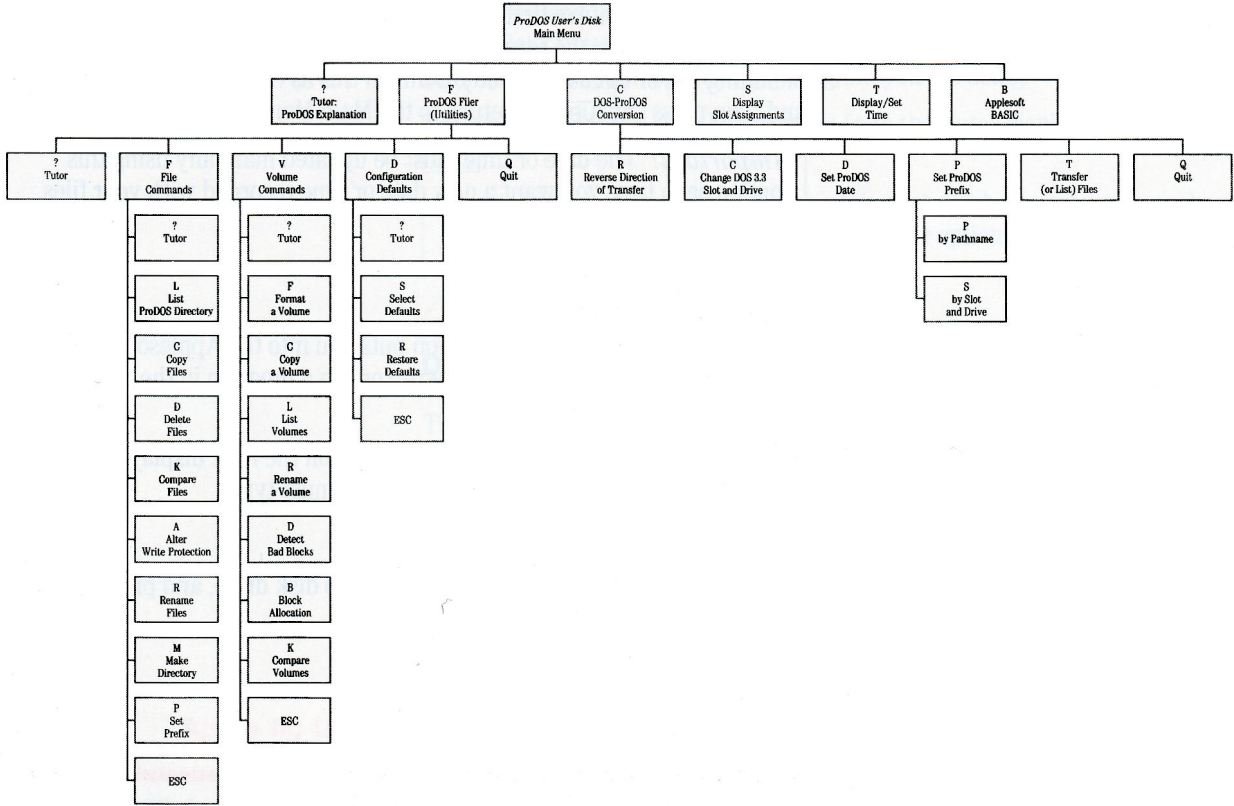 ProDOS User's Disk
Main Menu
?
Tutor:
ProDOS Explanation
F
ProDOS Filer
(Utilities)
C
DOS-ProDOS
Conversion
S
Display
Slot Assignments
T
Display/Set
Time
B
Applesoft
BASIC
?
Tutor
F
File
Commands
V
Volume
Commands
D
Configuration
Defaults
Q
Quit
R
Reverse Direction
of Transfer
C
Change DOS 3.3
Slot and Drive
D
Set ProDOS
Date
P
Set ProDOS
Prefix
T
Transfer
(or List) Files
Q
Quit
?
Tutor
L
List
ProDOS Directory
C
Copy
Files
D
Delete
Files
K
Compare
Files
A
Alter
Write Protection
R
Rename
Files
M
Make
Directory
P
Set
Prefix
ESC
?
Tutor
F
Format
a Volume
C
Copy
a Volume
L
List
Volumes
R
Rename
a Volume
D
Detect
Bad Blocks
B
Block
Allocation
K
Compare
Volumes
ESC
?
Tutor
S
Select
Defaults
R
Restore
Defaults
ESC
P
by Pathname
S
by Slot
and Drive